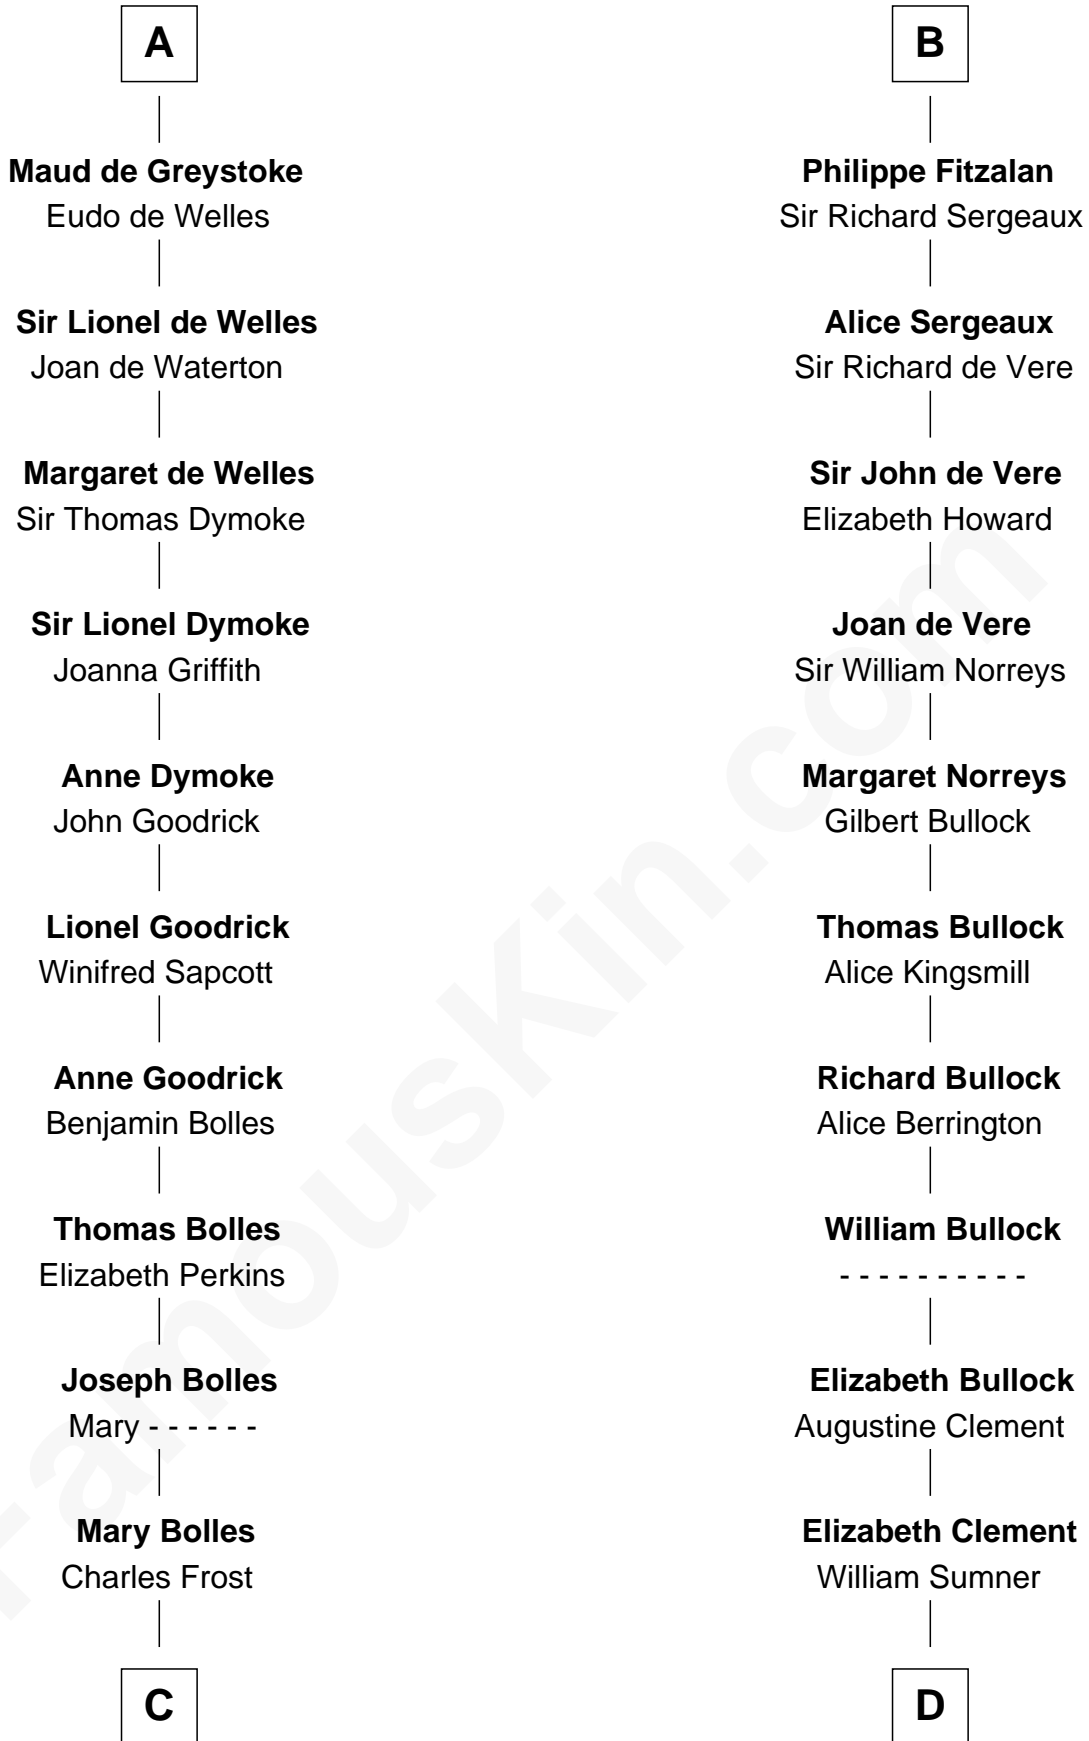 A
Maud de Greystoke
Eudo de Welles
Sir Lionel de Welles
Joan de Waterton
Margaret de Welles
Sir Thomas Dymoke
Sir Lionel Dymoke
Joanna Griffith
Anne Dymoke
John Goodrick
Lionel Goodrick
Winifred Sapcott
Anne Goodrick
Benjamin Bolles
Thomas Bolles
Elizabeth Perkins
Joseph Bolles
Mary - - - - - -
Mary Bolles
Charles Frost
C
B
Philippe Fitzalan
Sir Richard Sergeaux
Alice Sergeaux
Sir Richard de Vere
Sir John de Vere
Elizabeth Howard
Joan de Vere
Sir William Norreys
Margaret Norreys
Gilbert Bullock
Thomas Bullock
Alice Kingsmill
Richard Bullock
Alice Berrington
William Bullock
- - - - - - - - - -
Elizabeth Bullock
Augustine Clement
Elizabeth Clement
William Sumner
D
FamousKin.com